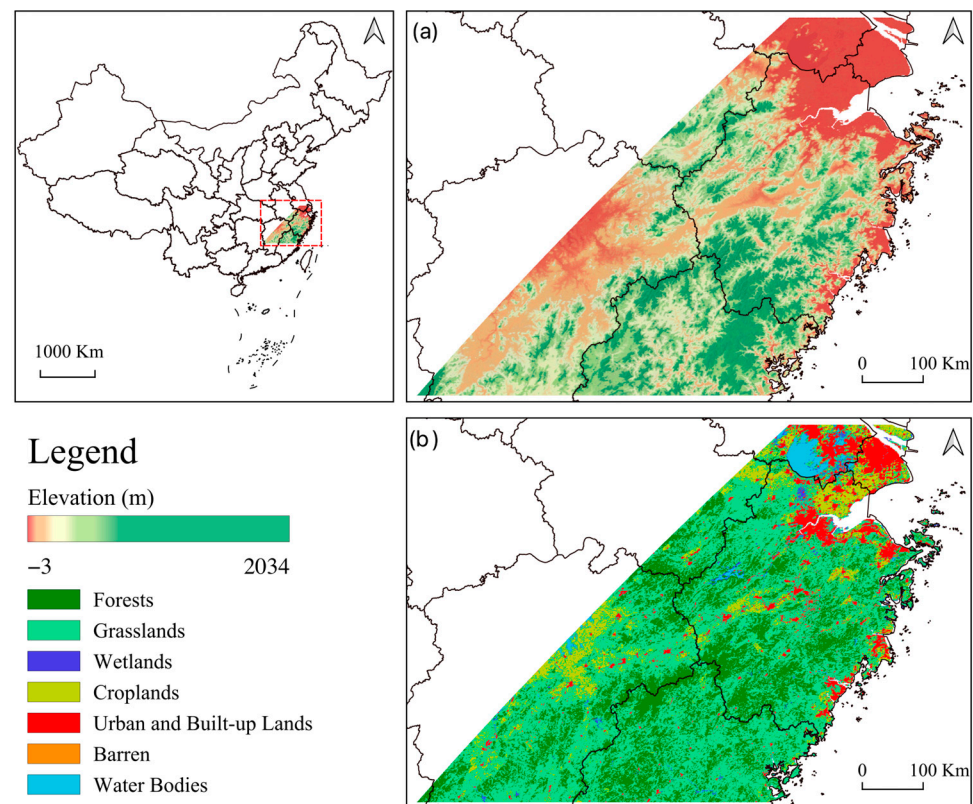 1000 Km
(a)
0 100 Km
Legend
Elevation (m)
–3 2034
Forests
Grasslands
Wetlands
Croplands
Urban and Built-up Lands
Barren
Water Bodies
(b)
0 100 Km